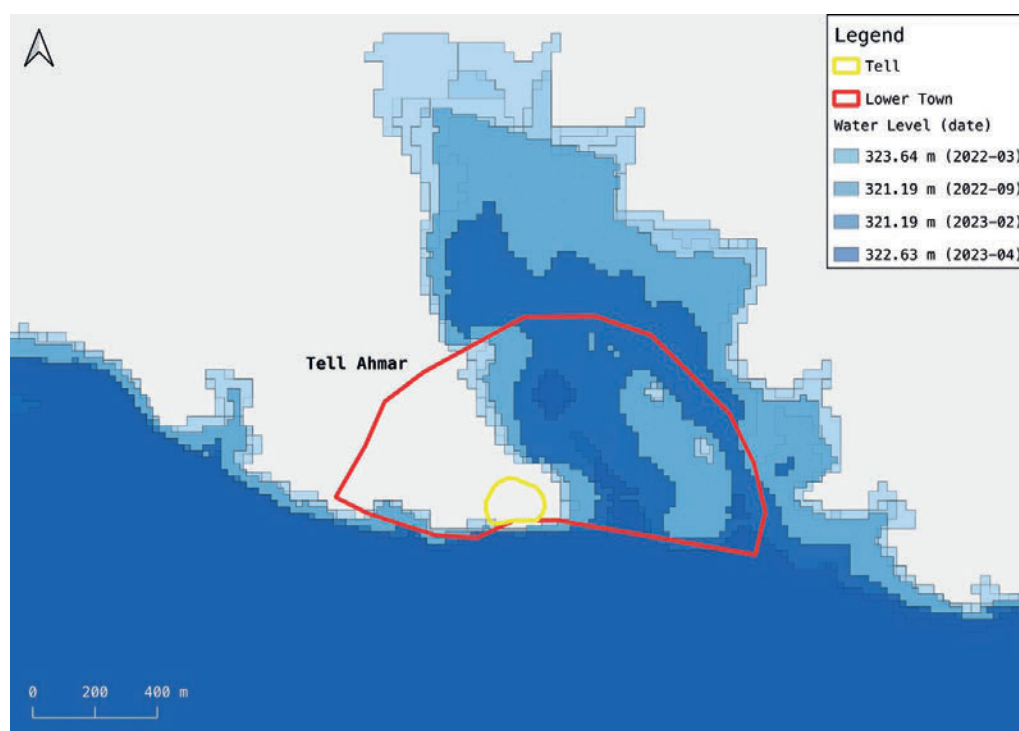 Legend
Tell
Lower Town
Water Level (date)
323.64 m (2022-03)
321.19 m (2022-09)
321.19 m (2023-02)
322.63 m (2023-04)
Tell Ahmar
0 200 400 m